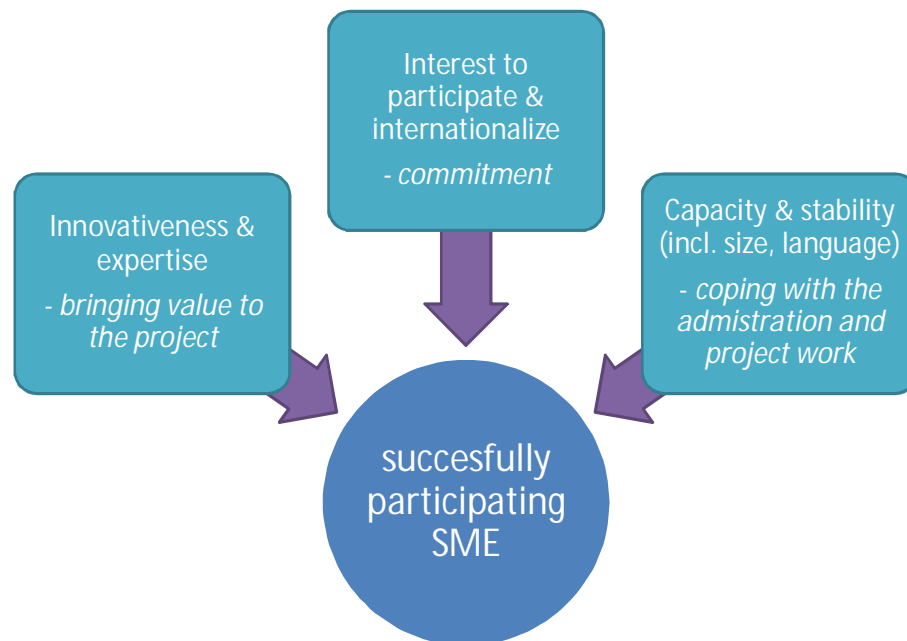 Interest to
participate &
internationalize
- commitment
Innovativeness &
expertise
- bringing value to
the project
Capacity & stability
(incl. size, language)
- coping with the
admistration and
project work
succesfully
participating
SME